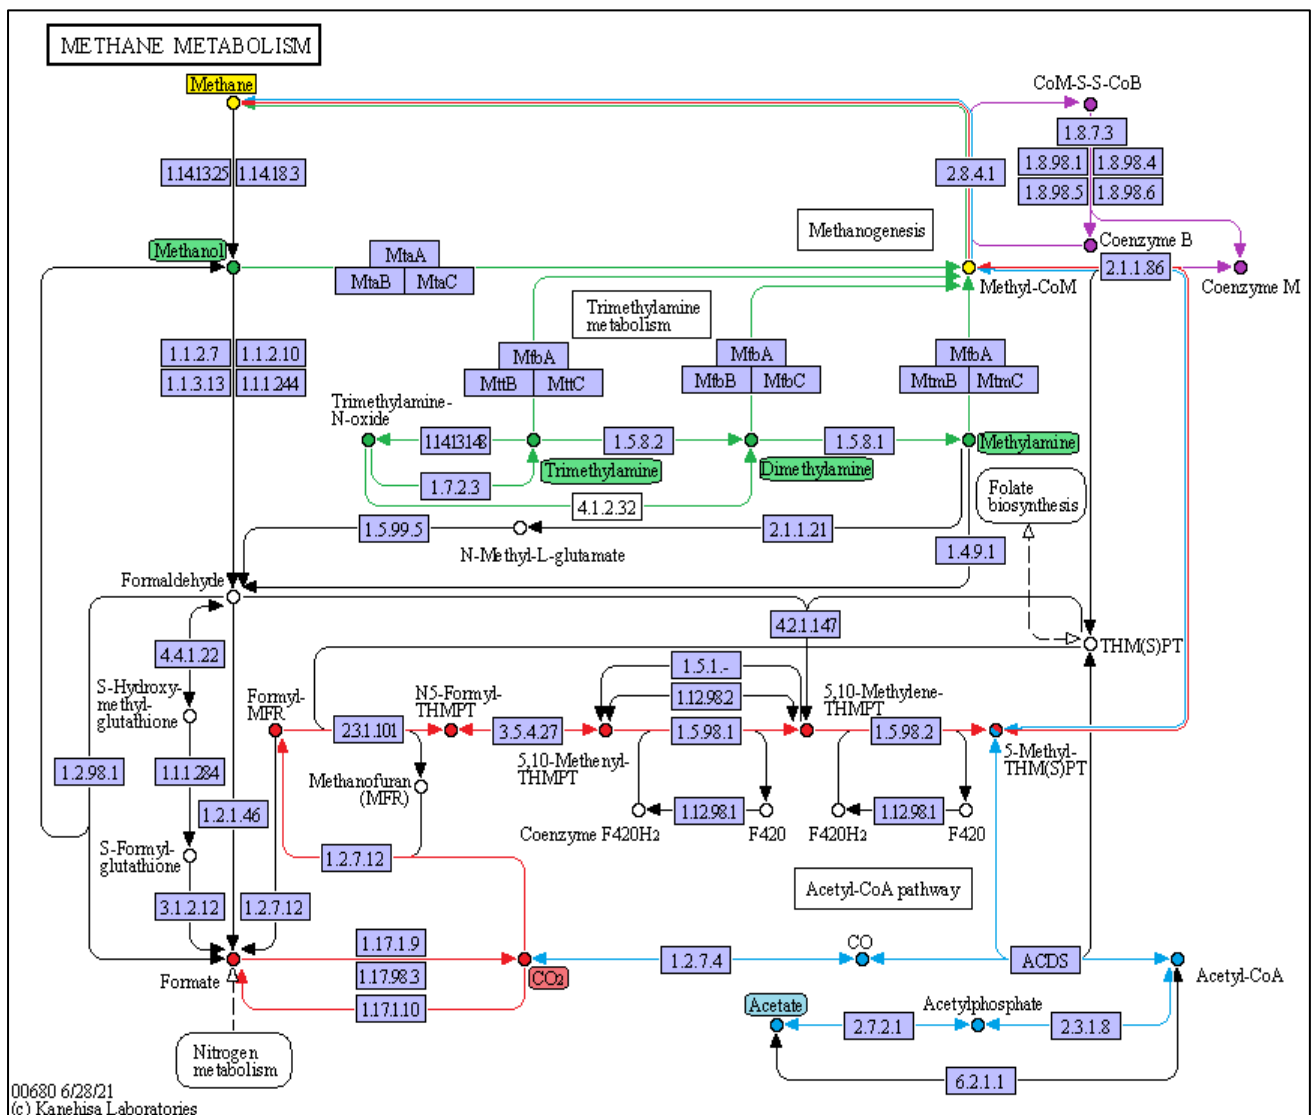 METHANE METABOLISM
Methane
CoM-S-S-CoB
1.8.7.3
1.14.13.25
1.14.18.3
2.8.4.1
1.8.98.1
1.8.98.4
1.8.98.5
1.8.98.6
Methanogenesis
Methanol
MtaA
MtaB
MtaC
Coenzyme B
2.1.1.86
Methyl-CoM
Coenzyme M
Trimethylamine
metabolism
1.1.2.7
1.1.2.10
1.1.3.13
1.1.1.244
MtbA
MttB
MttC
MtbA
MtbB
MtbC
MtbA
MtmB
MtmC
Trimethylamine-
N-oxide
1.14.13.148
1.5.8.2
1.5.8.1
Methylamine
Trimethylamine
Dimethylamine
1.7.2.3
4.1.2.32
Folate
biosynthesis
1.5.99.5
2.1.1.21
N-Methyl-L-glutamate
1.4.9.1
Formaldehyde
4.2.1.147
4.4.1.22
THM(S)PT
1.5.1.-
S-Hydroxy-
methyl-
glutathione
Formyl-
MFR
N5-Formyl-
THMPT
1.12.98.2
5,10-Methylene-
THMPT
2.3.1.101
3.5.4.27
1.5.98.1
1.5.98.2
5,10-Methenyl-
THMPT
5-Methyl-
THM(S)PT
1.2.98.1
1.1.1.284
Methanofuran
(MFR)
1.2.1.46
1.12.98.1
1.12.98.1
Coenzyme F420H2
F420
F420H2
F420
S-Formyl-
glutathione
1.2.7.12
Acetyl-CoA pathway
3.1.2.12
1.2.7.12
1.17.1.9
CO
1.2.7.4
ACDS
Formate
1.17.98.3
CO2
Acetyl-CoA
1.17.1.10
Acetate
Acetylphosphate
2.7.2.1
2.3.1.8
Nitrogen
metabolism
6.2.1.1
00680 6/28/21
(c) Kanehisa Laboratories